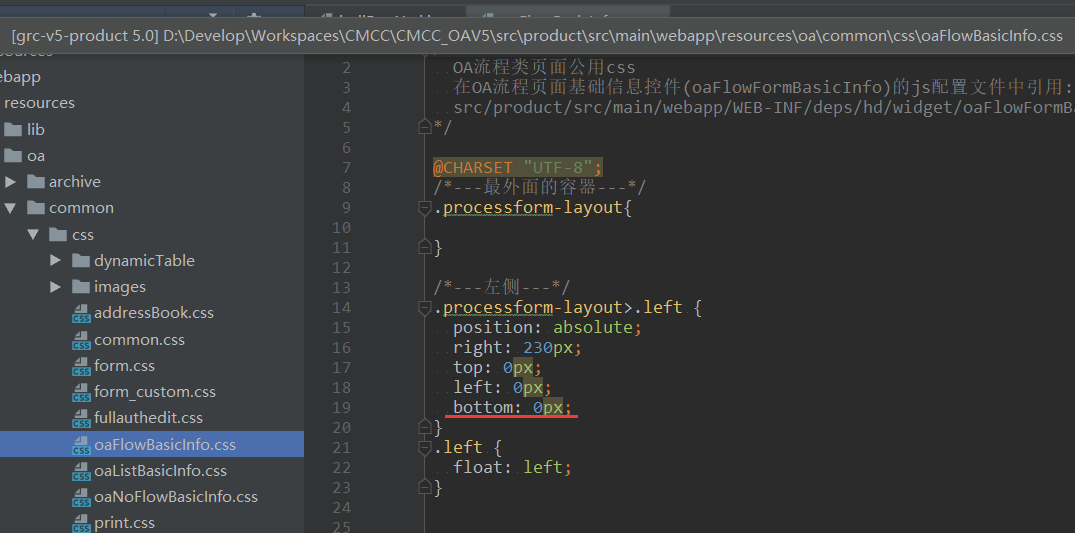 [grc-v5-product 5.0] D:\Develop\Workspaces\CMCC\CMCC_OAV5\src\product\src\main\webapp\resources\oa\common\css\oaFlowBasicInfo.css
ebapp
resources
lib
oa
archive
common
css
dynamicTable
images
addressBook.css
common.css
form.css
form_custom.css
fullauthedit.css
oaFlowBasicInfo.css
oaListBasicInfo.css
oaNoFlowBasicInfo.css
print.css
2 OA流程类页面公用css
3 在OA流程页面基础信息控件(oaFlowFormBasicInfo)的js配置文件中引用:
4 src/product/src/main/webapp/WEB-INF/deps/hd/widget/oaFlowFormBa
5 */
6
7 @CHARSET "UTF-8";
8 /*---最外面的容器---*/
9 .processform-layout{
10
11 }
12
13 /*---左侧---*/
14 .processform-layout>.left {
15 position: absolute;
16 right: 230px;
17 top: 0px;
18 left: 0px;
19 bottom: 0px;
20 }
21 .left {
22 float: left;
23 }
24
25